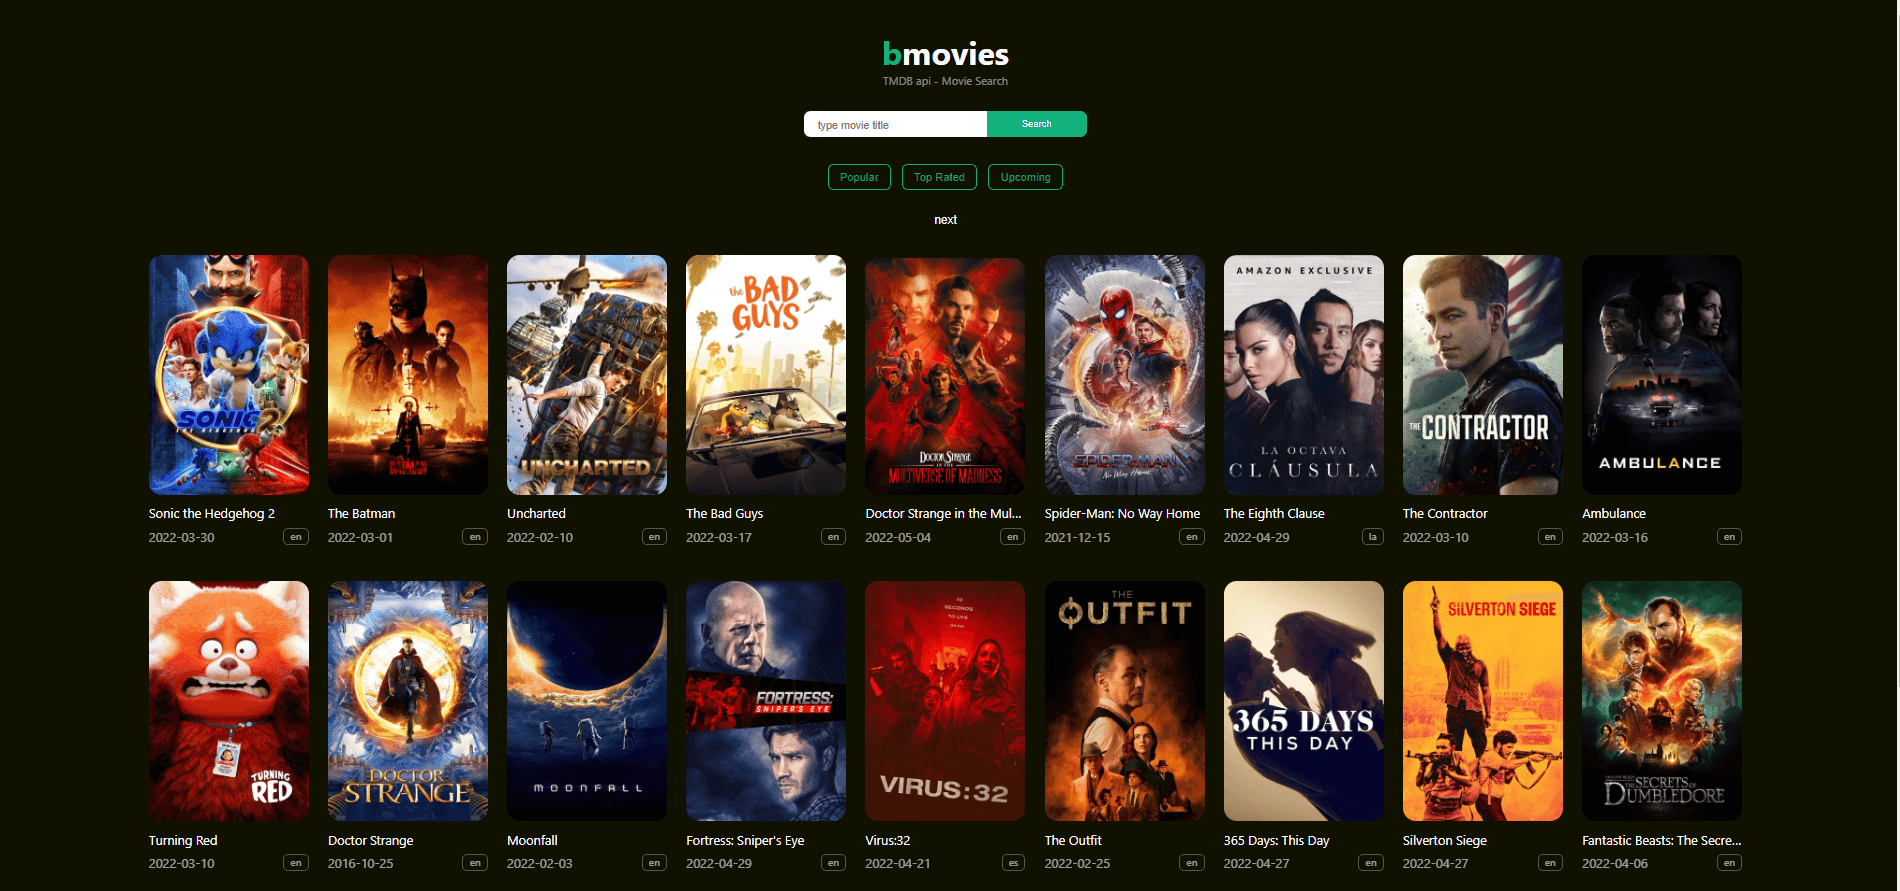 bmovies
TMDB api - Movie Search
type movie title
Search
Popular
Top Rated
Upcoming
next
SONIC 2
THE HEDGEHOG
Sonic the Hedgehog 2
2022-03-30
en
BATMAN
The Batman
2022-03-01
en
UNCHARTED
Uncharted
2022-02-10
en
the BAD
GUYS
The Bad Guys
2022-03-17
en
DOCTOR STRANGE
IN THE
MULTIVERSE OF MADNESS
Doctor Strange in the Mul...
2022-05-04
en
SPIDER-MAN
No Way Home
Spider-Man: No Way Home
2021-12-15
en
AMAZON EXCLUSIVE
LA OCTAVA
CLÁUSULA
The Eighth Clause
2022-04-29
la
THE CONTRACTOR
The Contractor
2022-03-10
en
AMBULANCE
Ambulance
2022-03-16
en
TURNING
RED
Turning Red
2022-03-10
en
DOCTOR
STRANGE
Doctor Strange
2016-10-25
en
MOONFALL
Moonfall
2022-02-03
en
FORTRESS:
SNIPER'S EYE
Fortress: Sniper's Eye
2022-04-29
en
32
SECONDS
TO LIVE
VIRUS:32
Virus:32
2022-04-21
es
THE
OUTFIT
The Outfit
2022-02-25
en
365 DAYS
THIS DAY
365 Days: This Day
2022-04-27
en
SILVERTON SIEGE
Silverton Siege
2022-04-27
en
THE SECRETS OF
DUMBLEDORE
Fantastic Beasts: The Secre...
2022-04-06
en